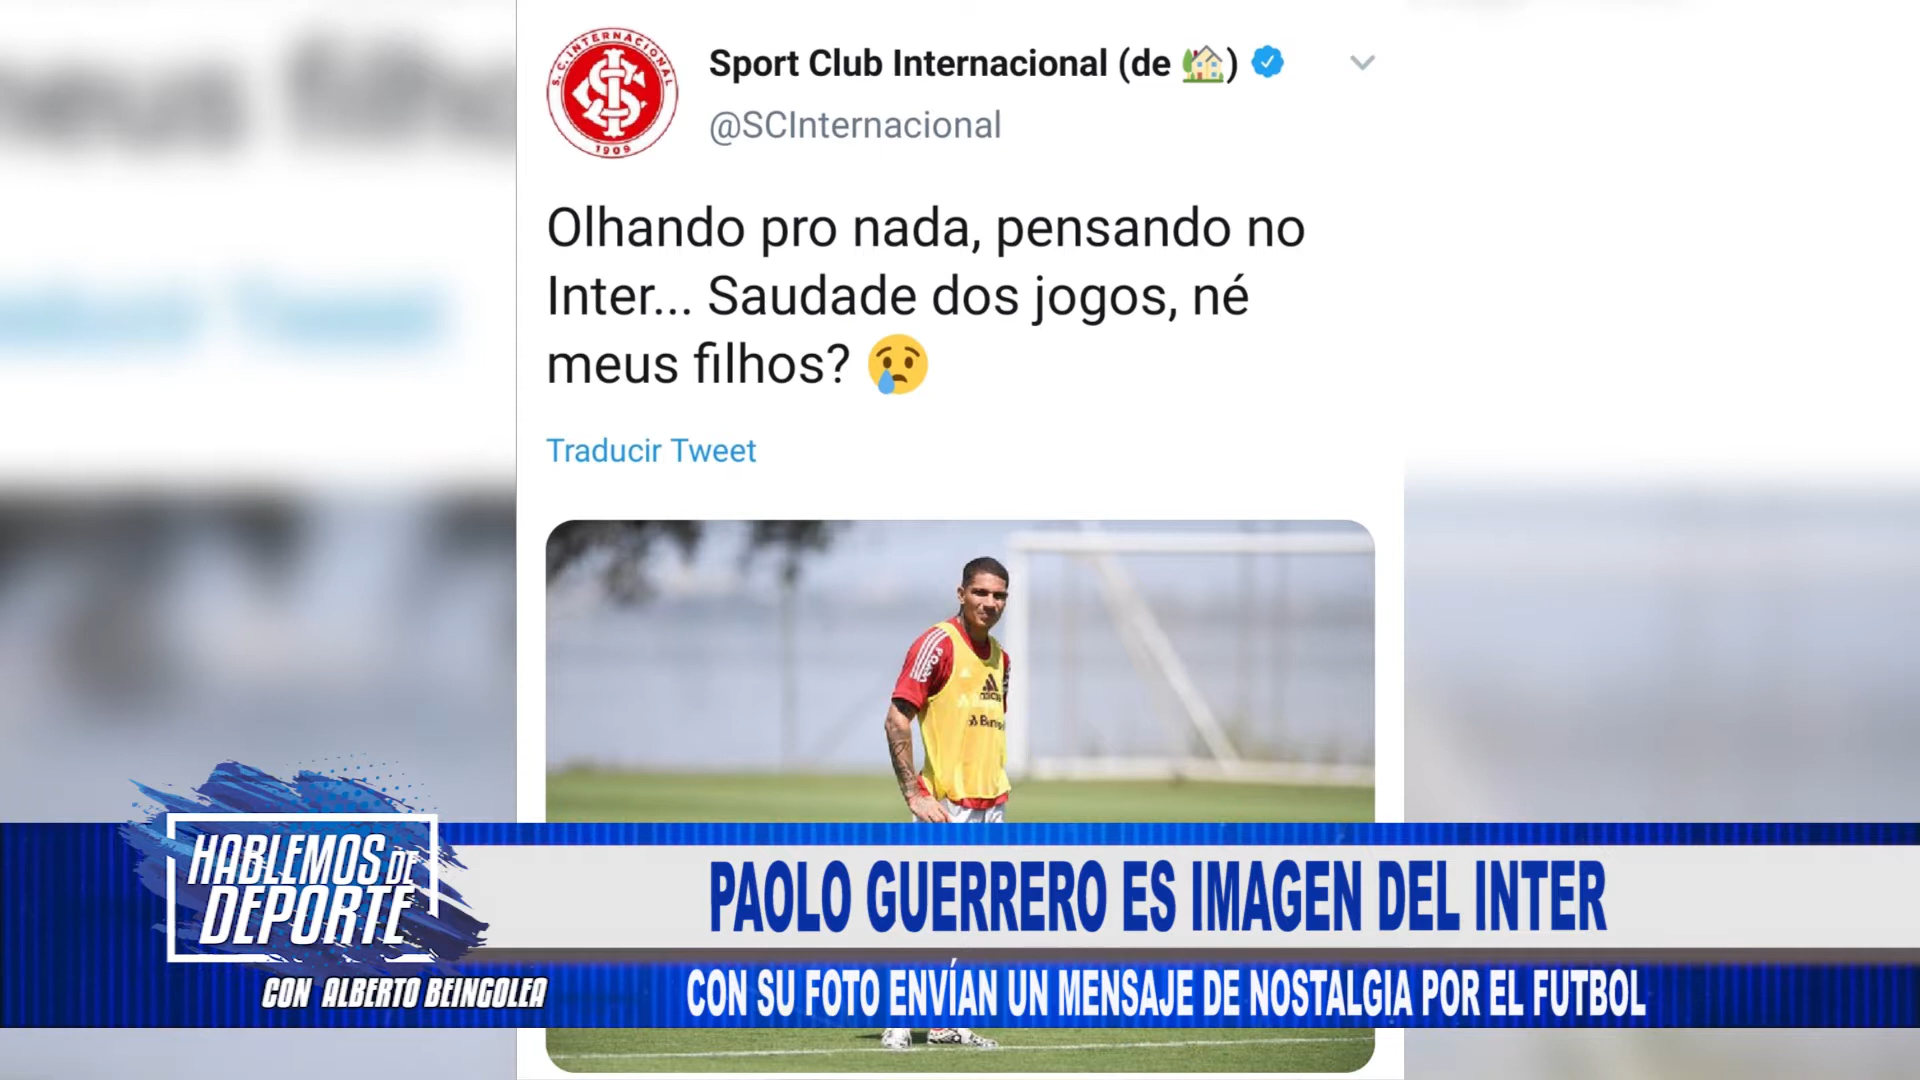 Sport Club Internacional (de 🏡)
@SCInternacional
Olhando pro nada, pensando no
Inter... Saudade dos jogos, né
meus filhos? 😢
Traducir Tweet
S.C. INTERNACIONAL
1909
adidas
HABLEMOS DE
DEPORTE
CON ALBERTO BEINGOLEA
PAOLO GUERRERO ES IMAGEN DEL INTER
CON SU FOTO ENVÍAN UN MENSAJE DE NOSTALGIA POR EL FUTBOL